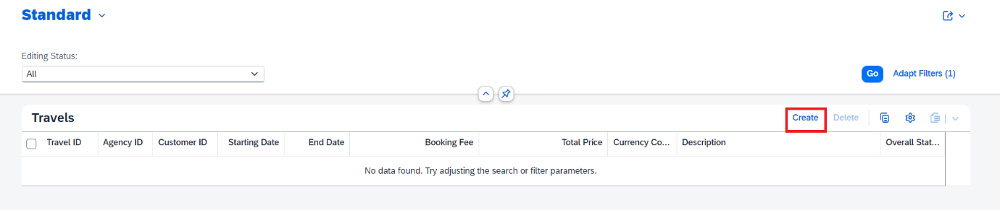 Standard
Editing Status:
All
Go Adapt Filters (1)
Travels Create Delete
Travel ID Agency ID Customer ID Starting Date End Date Booking Fee Total Price Currency Co... Description Overall Stat...
No data found. Try adjusting the search or filter parameters.